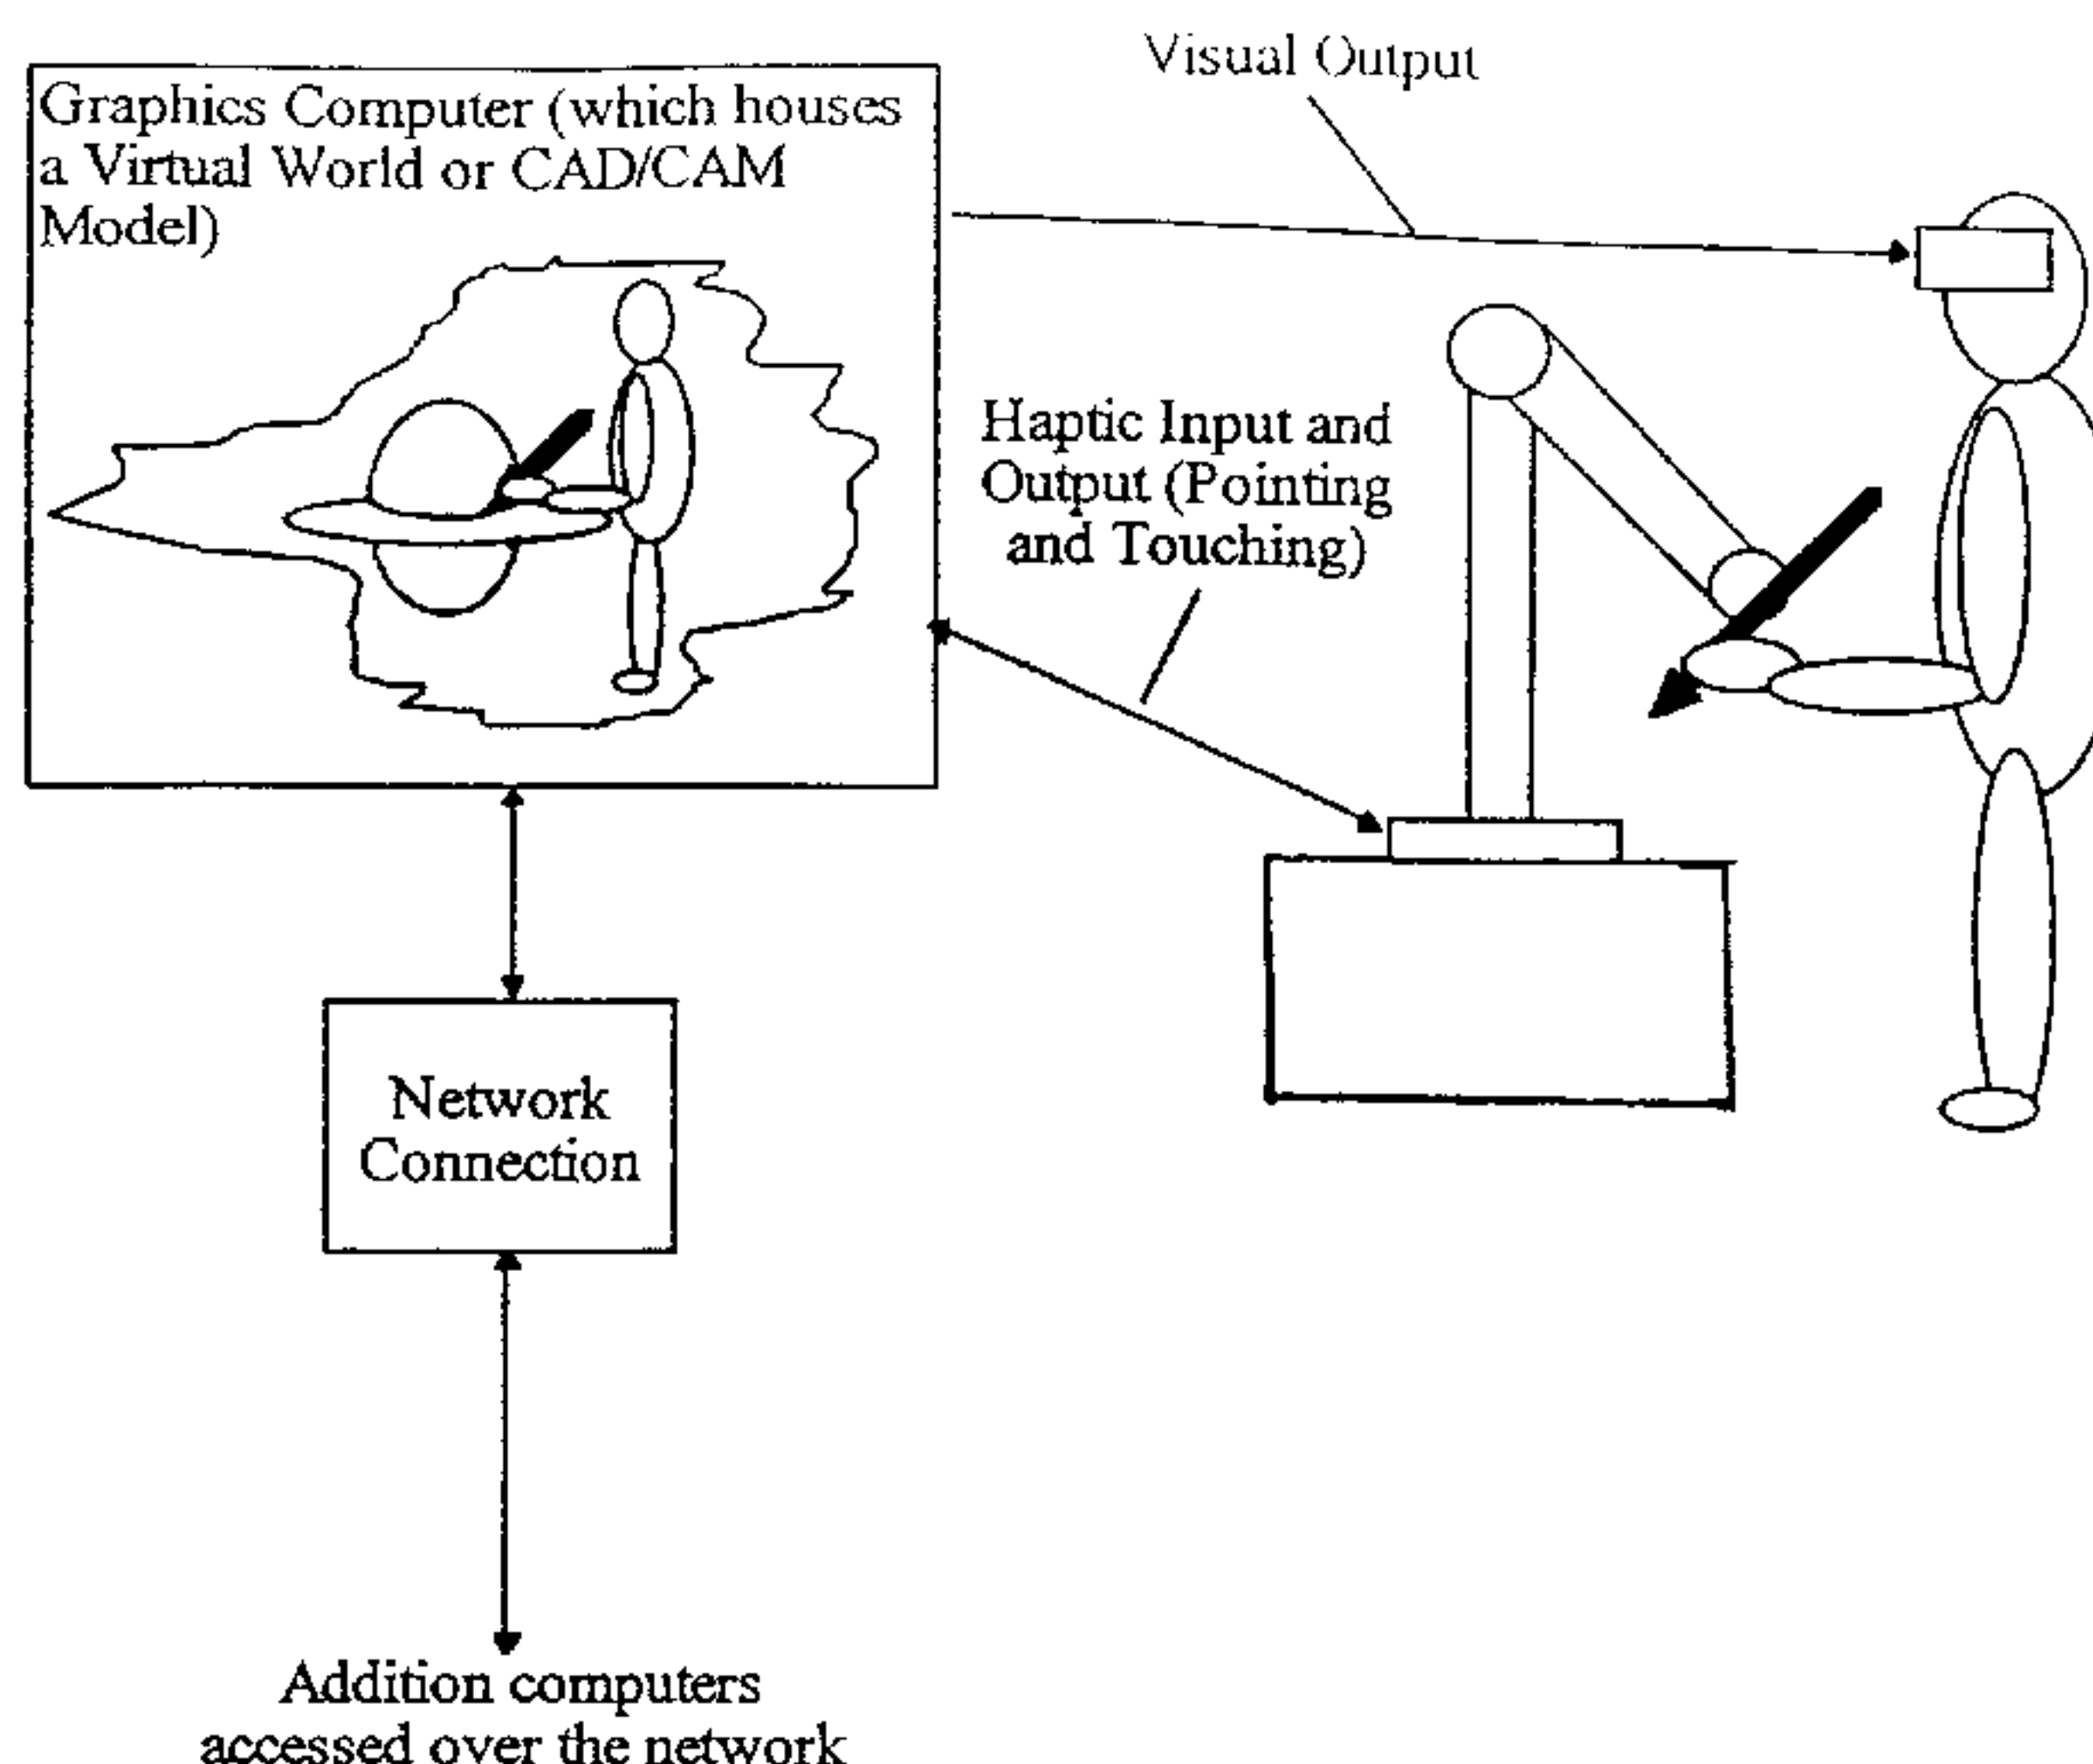 Visual Output
Graphics Computer (which houses
a Virtual World or CAD/CAM
Model)
Haptic Input and
Output (Pointing
and Touching)
Network
Connection
Addition computers
accessed over the network